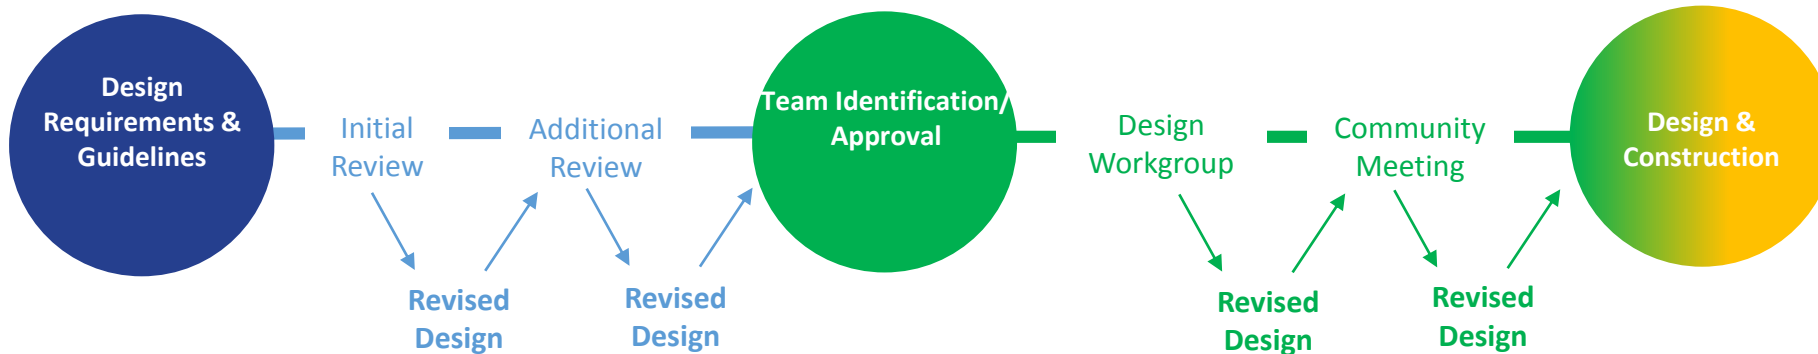 Design
Requirements &
Guidelines
Initial
Review
Additional
Review
Revised
Design
Revised
Design
Team Identification/
Approval
Design
Workgroup
Community
Meeting
Revised
Design
Revised
Design
Design &
Construction